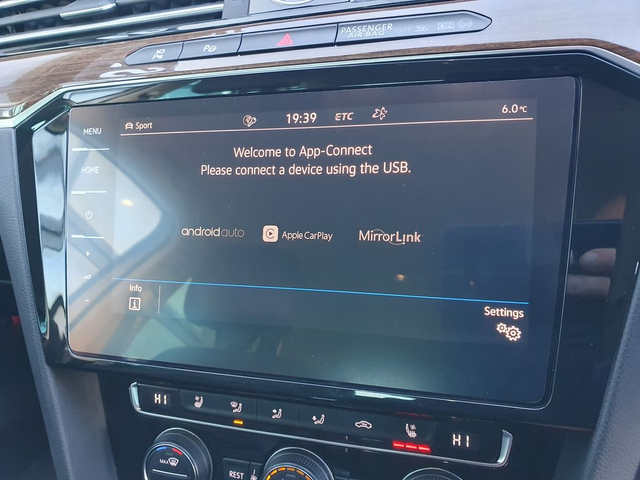 PASSENGER
AIR BAG
MENU
Sport
19:39
ETC
6.0°C
Welcome to App-Connect
Please connect a device using the USB.
HOME
androidauto
Apple CarPlay
MirrorLink
+
-
Info
Settings
HI
HI
MAX
REST